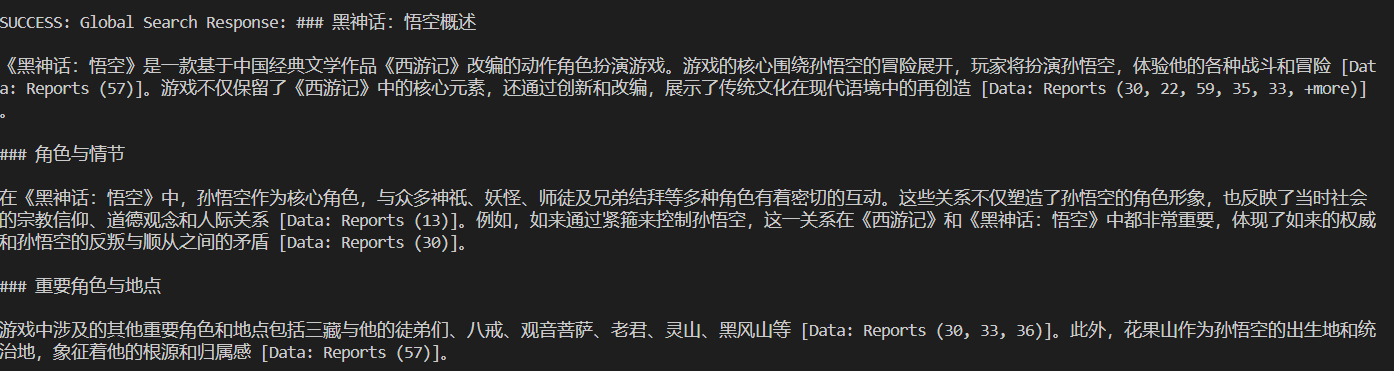 SUCCESS: Global Search Response: ### 黑神话：悟空概述
《黑神话：悟空》是一款基于中国经典文学作品《西游记》改编的动作角色扮演游戏。游戏的核心围绕孙悟空的冒险展开，玩家将扮演孙悟空，体验他的各种战斗和冒险 [Dat
a: Reports (57)]。游戏不仅保留了《西游记》中的核心元素，还通过创新和改编，展示了传统文化在现代语境中的再创造 [Data: Reports (30, 22, 59, 35, 33, +more)]
。
### 角色与情节
在《黑神话：悟空》中，孙悟空作为核心角色，与众多神祇、妖怪、师徒及兄弟结拜等多种角色有着密切的互动。这些关系不仅塑造了孙悟空的角色形象，也反映了当时社会
的宗教信仰、道德观念和人际关系 [Data: Reports (13)]。例如，如来通过紧箍来控制孙悟空，这一关系在《西游记》和《黑神话：悟空》中都非常重要，体现了如来的权威
和孙悟空的反叛与顺从之间的矛盾 [Data: Reports (30)]。
### 重要角色与地点
游戏中涉及的其他重要角色和地点包括三藏与他的徒弟们、八戒、观音菩萨、老君、灵山、黑风山等 [Data: Reports (30, 33, 36)]。此外，花果山作为孙悟空的出生地和统
治地，象征着他的根源和归属感 [Data: Reports (57)]。